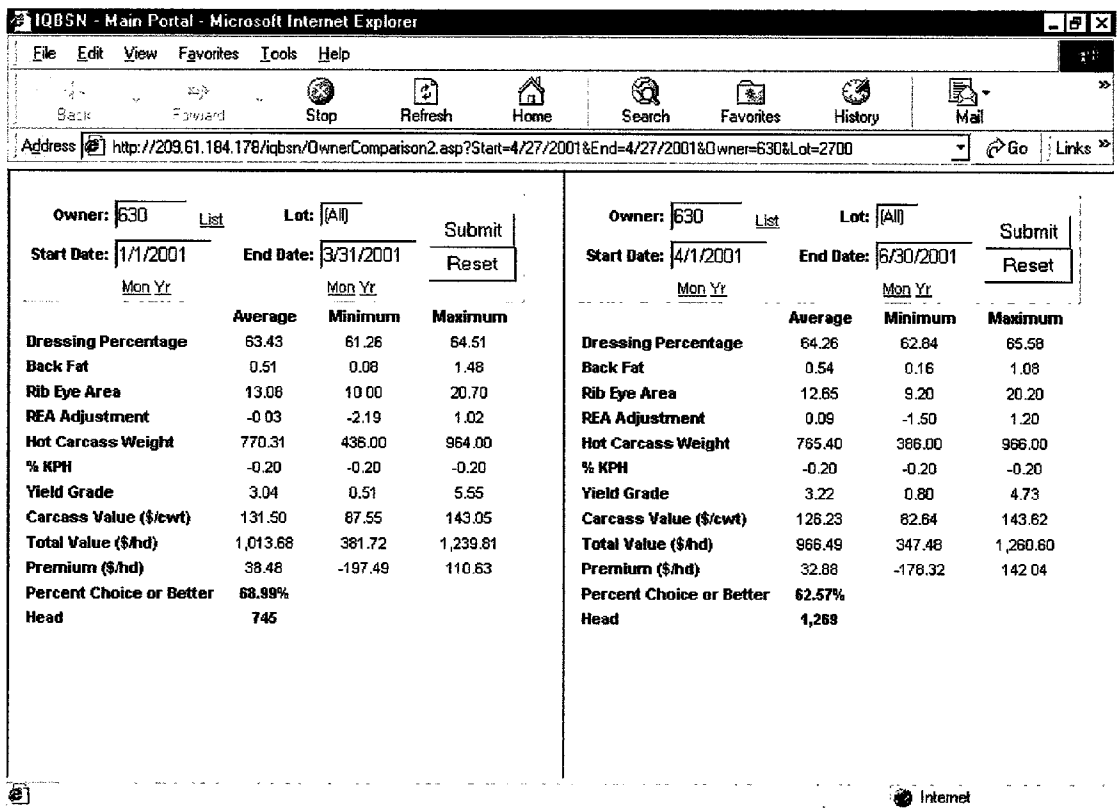 IQBSN - Main Portal - Microsoft Internet Explorer
File Edit View Favorites Tools Help
Back Forward Stop Refresh Home Search Favorites History Mail »
Address http://209.61.184.178/iqbsn/OwnerComparison2.asp?Start=4/27/2001&End=4/27/2001&Owner=630&Lot=2700 Go Links »
Owner: 630 List Lot: (All) Submit
Start Date: 1/1/2001 End Date: 3/31/2001 Reset
Mon Yr Mon Yr
Average Minimum Maximum
Dressing Percentage 63.43 61.26 64.51
Back Fat 0.51 0.08 1.48
Rib Eye Area 13.06 10 00 20.70
REA Adjustment -0 03 -2.19 1.02
Hot Carcass Weight 770.31 436.00 964.00
% KPH -0.20 -0.20 -0.20
Yield Grade 3.04 0.51 5.55
Carcass Value ($/cwt) 131.50 87.55 143.05
Total Value ($/hd) 1,013.68 381.72 1,239.81
Premium ($/hd) 38.48 -197.49 110.63
Percent Choice or Better 68.99%
Head 745
Owner: 630 List Lot: (All) Submit
Start Date: 4/1/2001 End Date: 6/30/2001 Reset
Mon Yr Mon Yr
Average Minimum Maximum
Dressing Percentage 64.26 62.84 65.58
Back Fat 0.54 0.16 1.08
Rib Eye Area 12.65 9.20 20.20
REA Adjustment 0.09 -1.50 1.20
Hot Carcass Weight 765.40 386.00 966.00
% KPH -0.20 -0.20 -0.20
Yield Grade 3.22 0.80 4.73
Carcass Value ($/cwt) 126.23 82.64 143.62
Total Value ($/hd) 966.49 347.48 1,260.60
Premium ($/hd) 32.88 -178.32 142 04
Percent Choice or Better 62.57%
Head 1,269
Internet